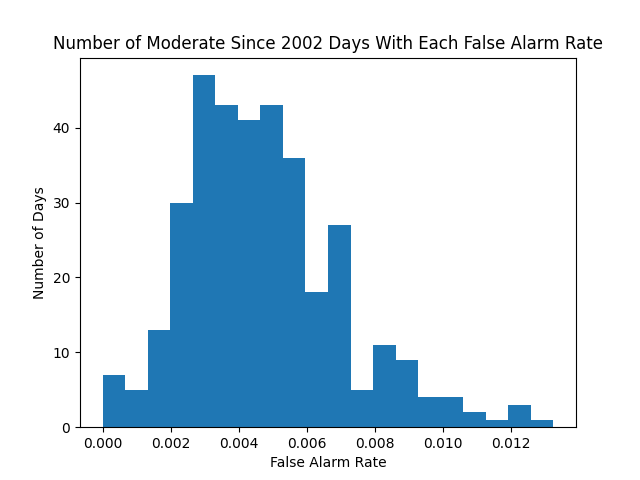 Number of Moderate Since 2002 Days With Each False Alarm Rate
40
30
20
10
0
Number of Days
0.000 0.002 0.004 0.006 0.008 0.010 0.012
False Alarm Rate